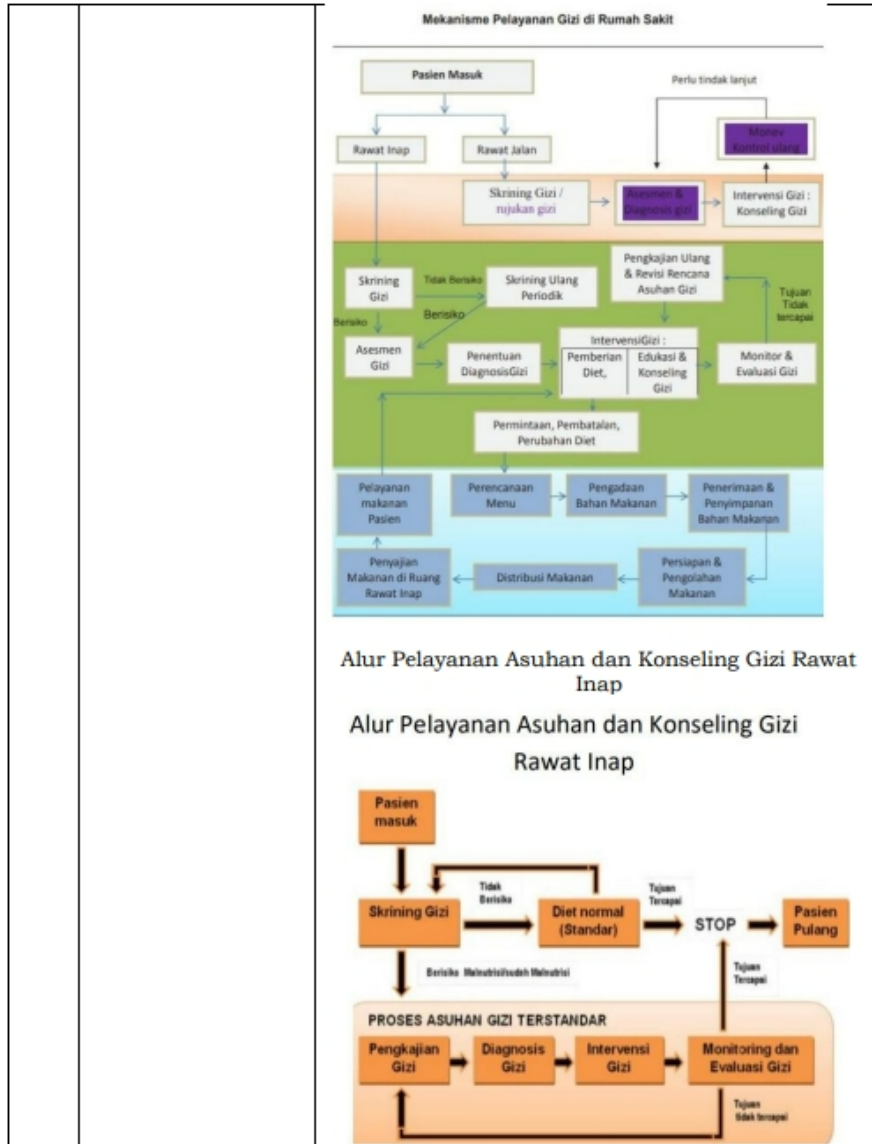 Mekanisme Pelayanan Gizi di Rumah Sakit
Pasien Masuk
Perlu tindak lanjut
Rawat Inap
Rawat Jalan
Monev
Kontrol ulang
Skrining Gizi /
rujukan gizi
Asesmen &
Diagnosis gizi
Intervensi Gizi :
Konseling Gizi
Skrining
Gizi
Tidak Berisiko
Skrining Ulang
Periodik
Pengkajian Ulang
& Revisi Rencana
Asuhan Gizi
Tujuan
Tidak
tercapai
Berisiko
Berisiko
Asesmen
Gizi
Penentuan
DiagnosisGizi
IntervensiGizi :
Pemberian
Diet,
Edukasi &
Konseling
Gizi
Monitor &
Evaluasi Gizi
Permintaan, Pembatalan,
Perubahan Diet
Pelayanan
makanan
Pasien
Perencanaan
Menu
Pengadaan
Bahan Makanan
Penerimaan &
Penyimpanan
Bahan Makanan
Penyajian
Makanan di Ruang
Rawat Inap
Distribusi Makanan
Persiapan &
Pengolahan
Makanan
Alur Pelayanan Asuhan dan Konseling Gizi Rawat
Inap
Alur Pelayanan Asuhan dan Konseling Gizi
Rawat Inap
Pasien
masuk
Skrining Gizi
Tidak
Berisiko
Diet normal
(Standar)
Tujuan
Tercapai
STOP
Pasien
Pulang
Berisiko Malnutrisi/sudah Malnutrisi
Tujuan
Tercapai
PROSES ASUHAN GIZI TERSTANDAR
Pengkajian
Gizi
Diagnosis
Gizi
Intervensi
Gizi
Monitoring dan
Evaluasi Gizi
Tujuan
tidak tercapai